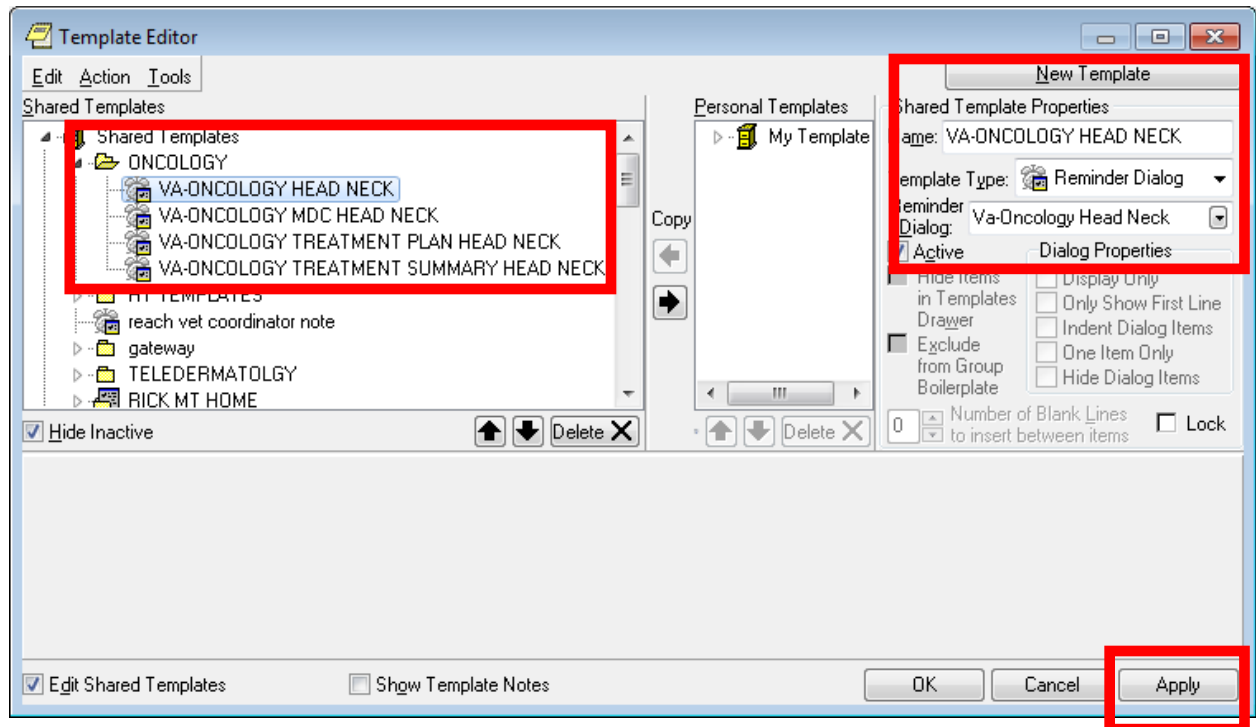 Template Editor
Edit Action Tools
New Template
Shared Templates
Shared Templates
ONCOLOGY
VA-ONCOLOGY HEAD NECK
VA-ONCOLOGY MDC HEAD NECK
VA-ONCOLOGY TREATMENT PLAN HEAD NECK
VA-ONCOLOGY TREATMENT SUMMARY HEAD NECK
HT TEMPLATES
reach vet coordinator note
gateway
TELEDERMATOLGY
RICK MT HOME
Hide Inactive
Delete
Copy
Personal Templates
My Template
Delete
Shared Template Properties
Name: VA-ONCOLOGY HEAD NECK
Template Type: Reminder Dialog
Reminder
Dialog: Va-Oncology Head Neck
Active
Dialog Properties
Hide Items
in Templates
Drawer
Exclude
from Group
Boilerplate
Display Only
Only Show First Line
Indent Dialog Items
One Item Only
Hide Dialog Items
0 Number of Blank Lines
to insert between items
Lock
Edit Shared Templates
Show Template Notes
OK
Cancel
Apply